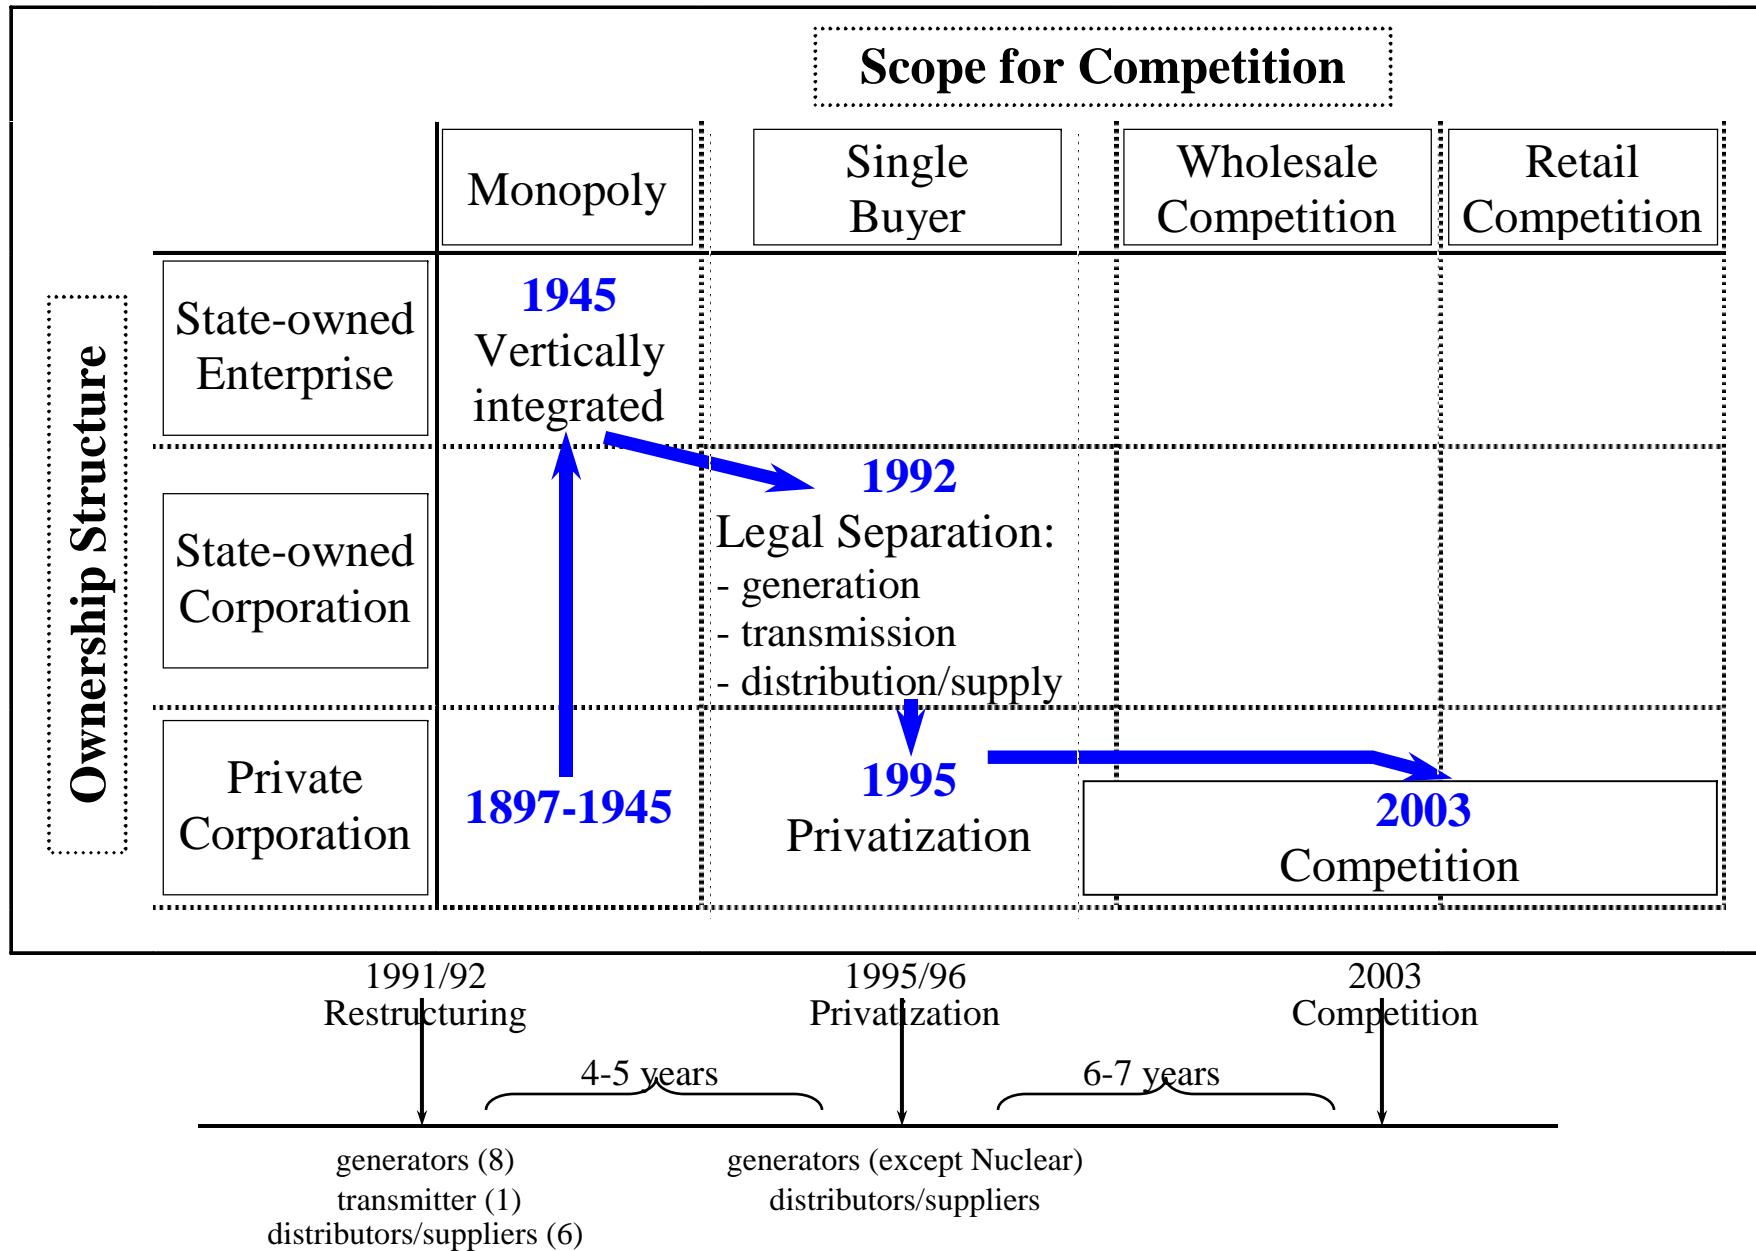 Scope for Competition
Monopoly
Single
Buyer
Wholesale
Competition
Retail
Competition
Ownership Structure
State-owned
Enterprise
1945
Vertically
integrated
State-owned
Corporation
1992
Legal Separation:
- generation
- transmission
- distribution/supply
Private
Corporation
1897-1945
1995
Privatization
2003
Competition
1991/92
Restructuring
1995/96
Privatization
2003
Competition
4-5 years
6-7 years
generators (8)
transmitter (1)
distributors/suppliers (6)
generators (except Nuclear)
distributors/suppliers